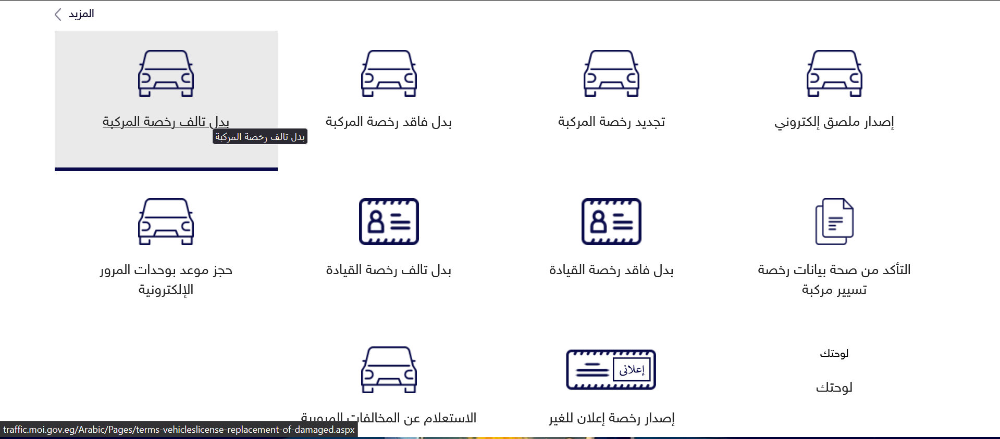 المزيد
إصدار ملصق إلكتروني
تجديد رخصة المركبة
بدل فاقد رخصة المركبة
بدل تالف رخصة المركبة
بدل تالف رخصة المركبة
التأكد من صحة بيانات رخصة
تسيير مركبة
بدل فاقد رخصة القيادة
بدل تالف رخصة القيادة
حجز موعد بوحدات المرور
الإلكترونية
لوحتك
لوحتك
إعلانى
إصدار رخصة إعلان للغير
الاستعلام عن المخالفات المرورية
traffic.moi.gov.eg/Arabic/Pages/terms-vehicleslicense-replacement-of-damaged.aspx